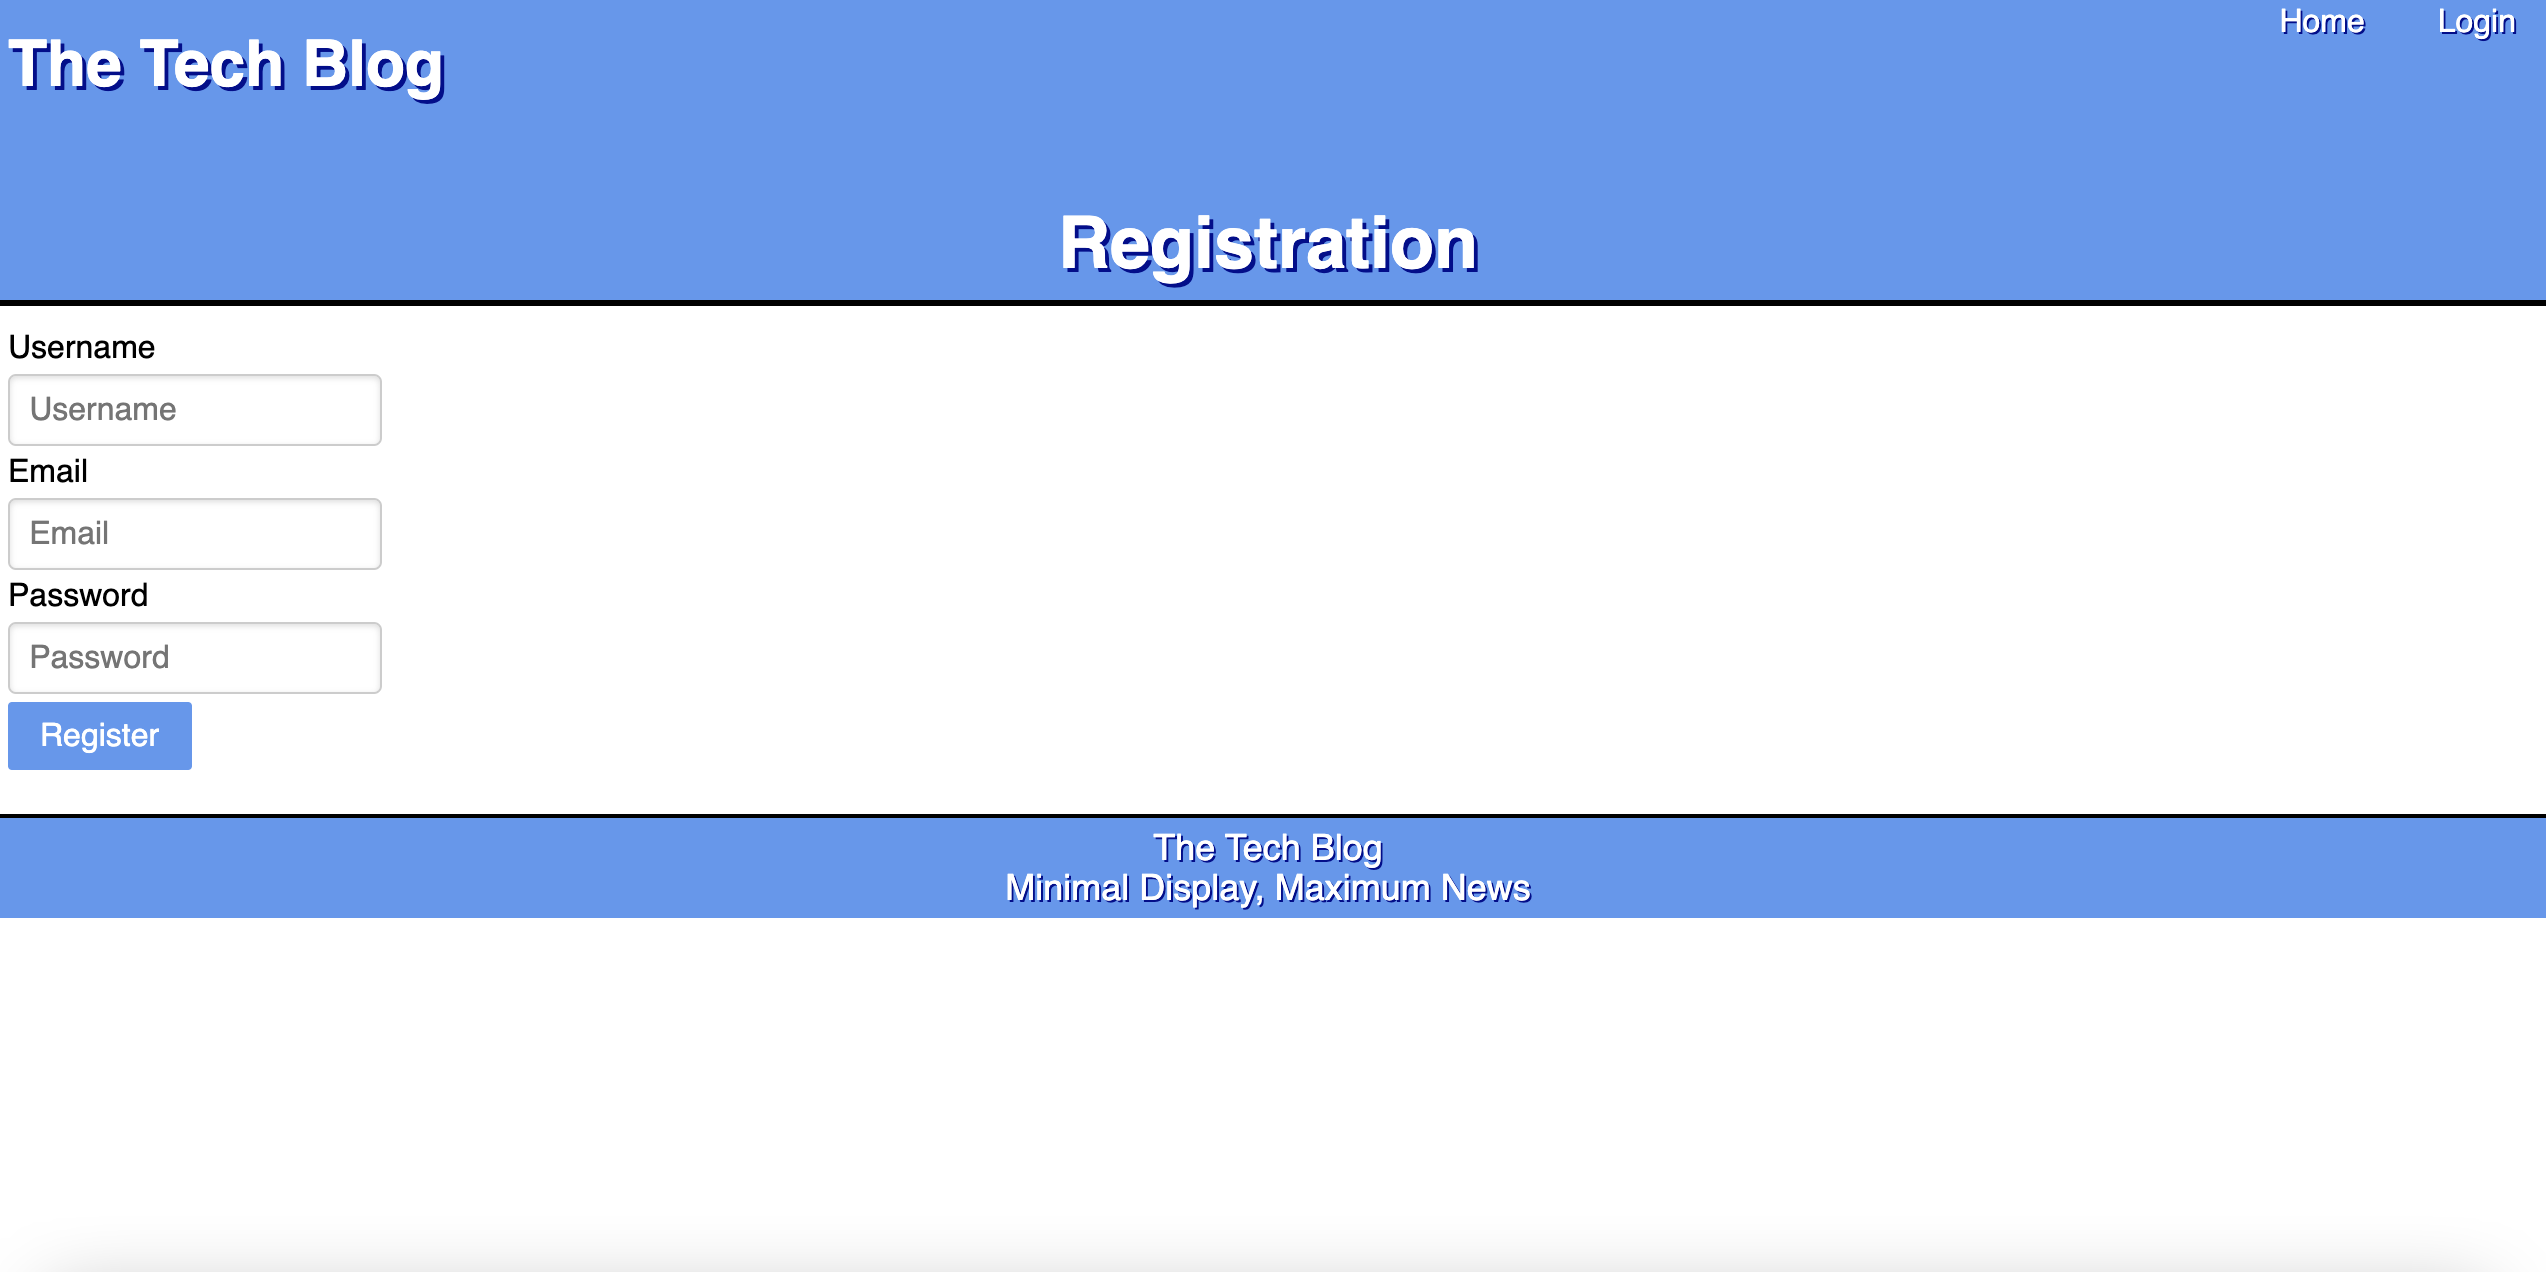 Home Login
The Tech Blog
Registration
Username
Username
Email
Email
Password
Password
Register
The Tech Blog
Minimal Display, Maximum News